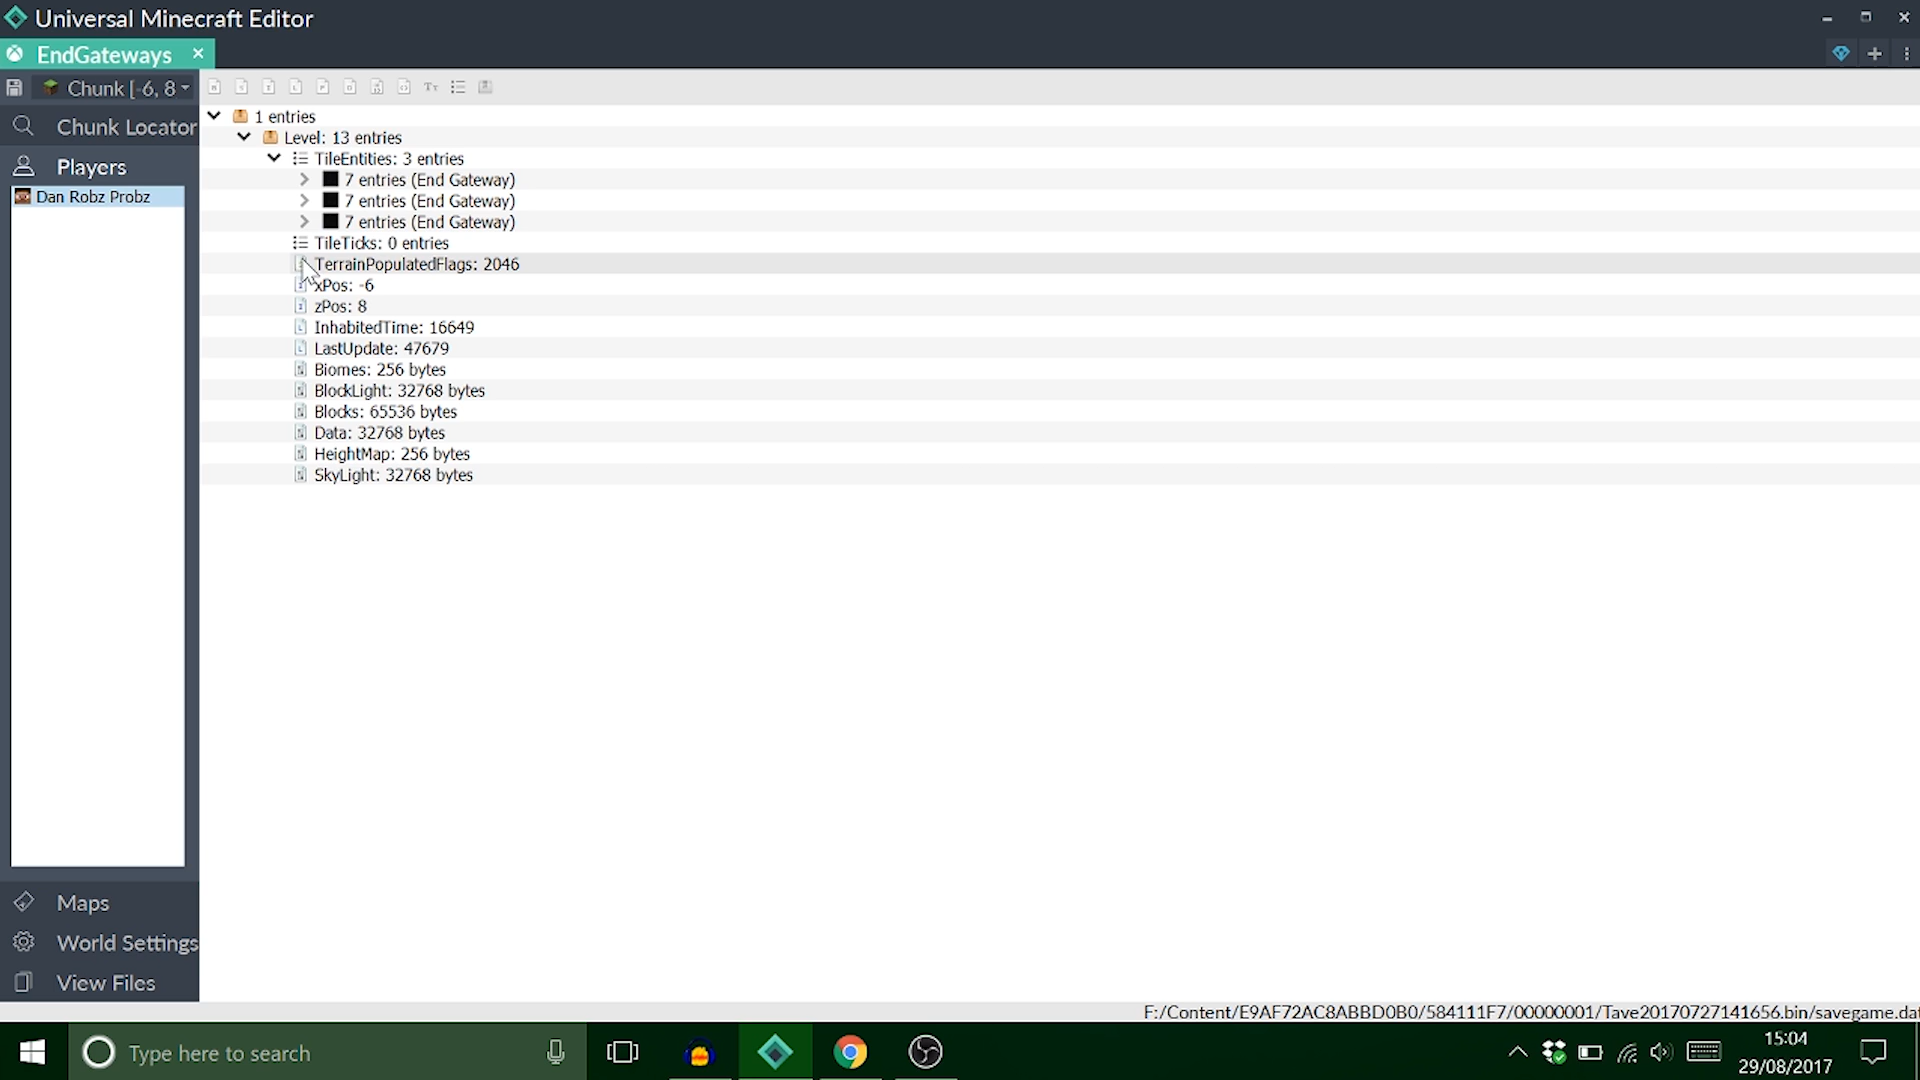 Universal Minecraft Editor
EndGateways
Chunk [-6, 8
Chunk Locator
Players
Dan Robz Probz
1 entries
Level: 13 entries
TileEntities: 3 entries
7 entries (End Gateway)
7 entries (End Gateway)
7 entries (End Gateway)
TileTicks: 0 entries
TerrainPopulatedFlags: 2046
xPos: -6
zPos: 8
InhabitedTime: 16649
LastUpdate: 47679
Biomes: 256 bytes
BlockLight: 32768 bytes
Blocks: 65536 bytes
Data: 32768 bytes
HeightMap: 256 bytes
SkyLight: 32768 bytes
Maps
World Settings
View Files
F:/Content/E9AF72AC8ABBD0B0/584111F7/00000001/Tave20170727141656.bin/savegame.dat
Type here to search
15:04
29/08/2017